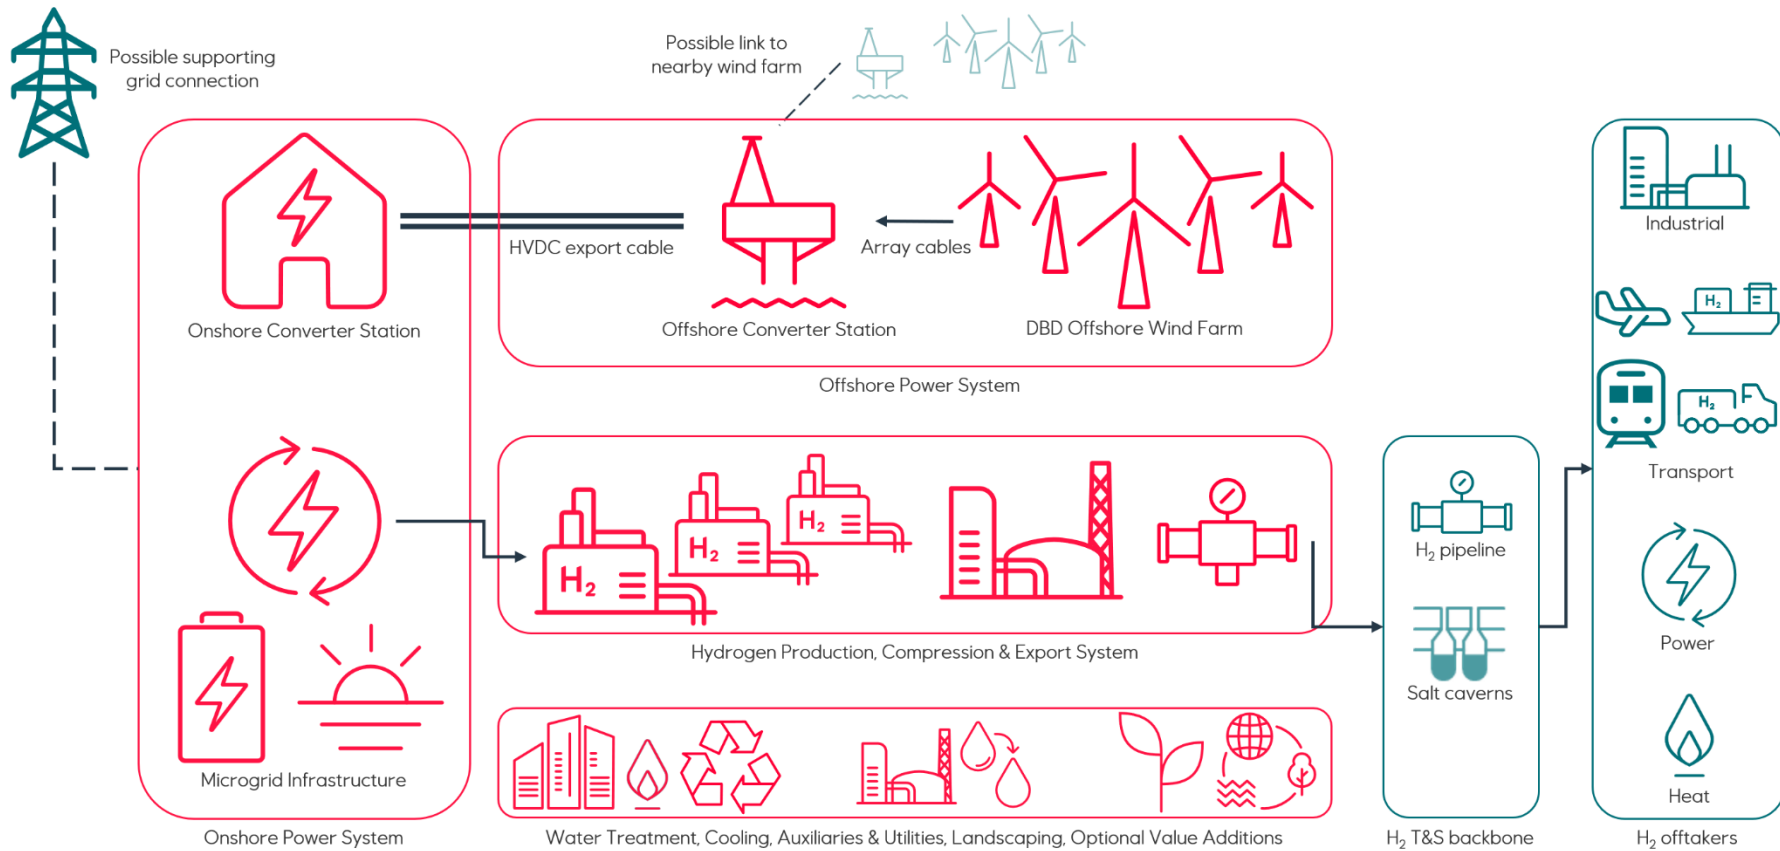 Possible supporting
grid connection
Possible link to
nearby wind farm
HVDC export cable
Array cables
Onshore Converter Station
Offshore Converter Station
DBD Offshore Wind Farm
Offshore Power System
Industrial
H₂
H₂
Transport
H₂
H₂
H₂
H₂ pipeline
Hydrogen Production, Compression & Export System
Power
Salt caverns
Microgrid Infrastructure
Heat
Onshore Power System
Water Treatment, Cooling, Auxiliaries & Utilities, Landscaping, Optional Value Additions
H₂ T&S backbone
H₂ offtakers